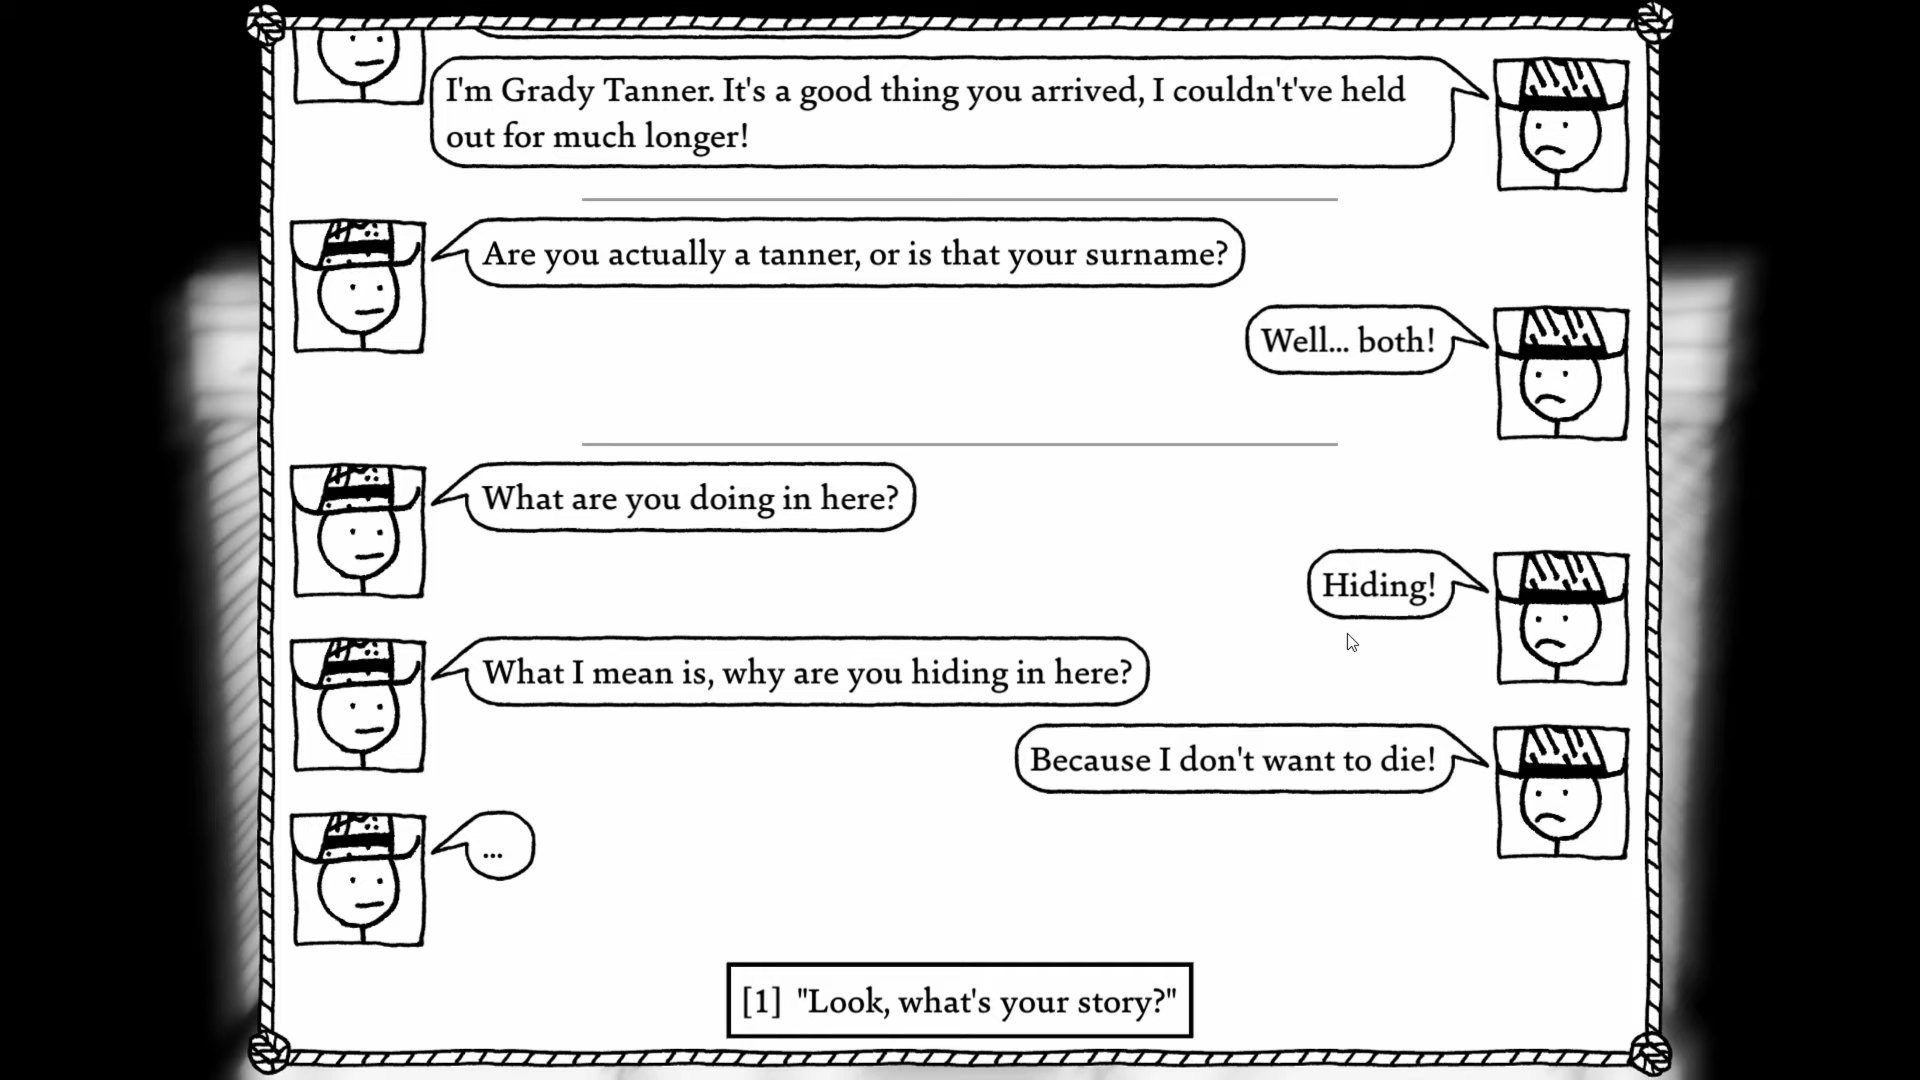 I'm Grady Tanner. It's a good thing you arrived, I couldn't've held
out for much longer!
Are you actually a tanner, or is that your surname?
Well... both!
What are you doing in here?
Hiding!
What I mean is, why are you hiding in here?
Because I don't want to die!
...
[1] "Look, what's your story?"